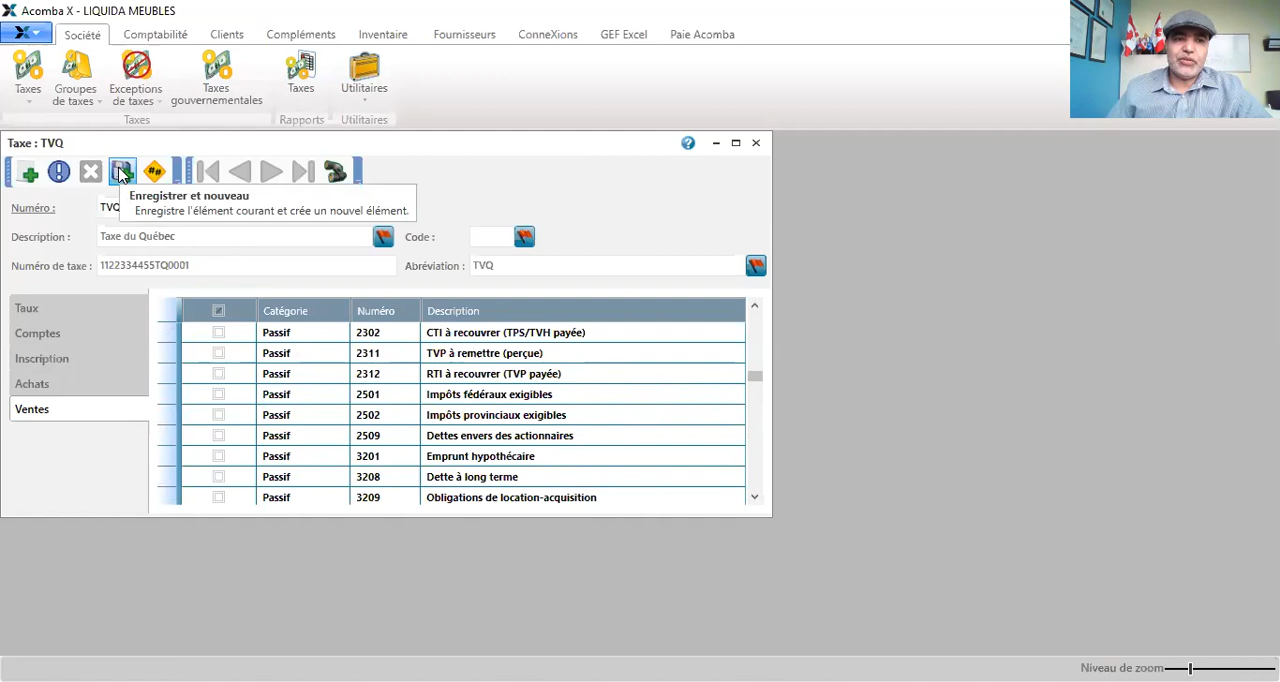 Acomba X - LIQUIDA MEUBLES
Société Comptabilité Clients Compléments Inventaire Fournisseurs ConneXions GEF Excel Paie Acomba
Taxes
Groupes de taxes
Exceptions de taxes
Taxes gouvernementales
Taxes
Utilitaires
Taxes Rapports Utilitaires
Taxe : TVQ
Enregistrer et nouveau
Enregistre l'élément courant et crée un nouvel élément.
Numéro : TVQ
Description : Taxe du Québec Code :
Numéro de taxe : 1122334455TQ0001 Abréviation : TVQ
Taux
Comptes
Inscription
Achats
Ventes
Catégorie Numéro Description
Passif 2302 CTI à recouvrer (TPS/TVH payée)
Passif 2311 TVP à remettre (perçue)
Passif 2312 RTI à recouvrer (TVP payée)
Passif 2501 Impôts fédéraux exigibles
Passif 2502 Impôts provinciaux exigibles
Passif 2509 Dettes envers des actionnaires
Passif 3201 Emprunt hypothécaire
Passif 3208 Dette à long terme
Passif 3209 Obligations de location-acquisition
Niveau de zoom